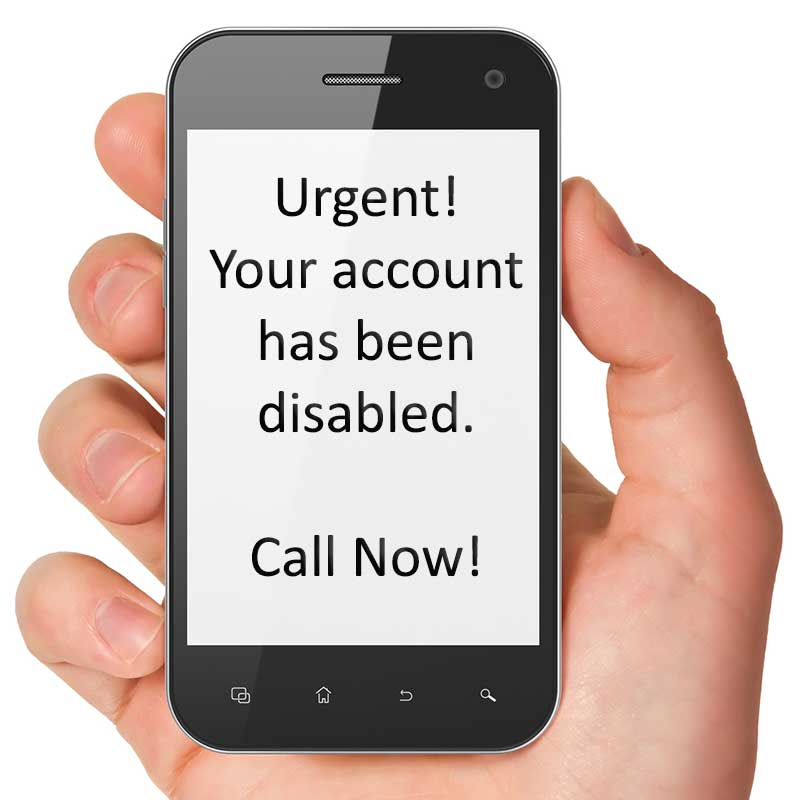 Urgent!
Your account
has been
disabled.
Call Now!